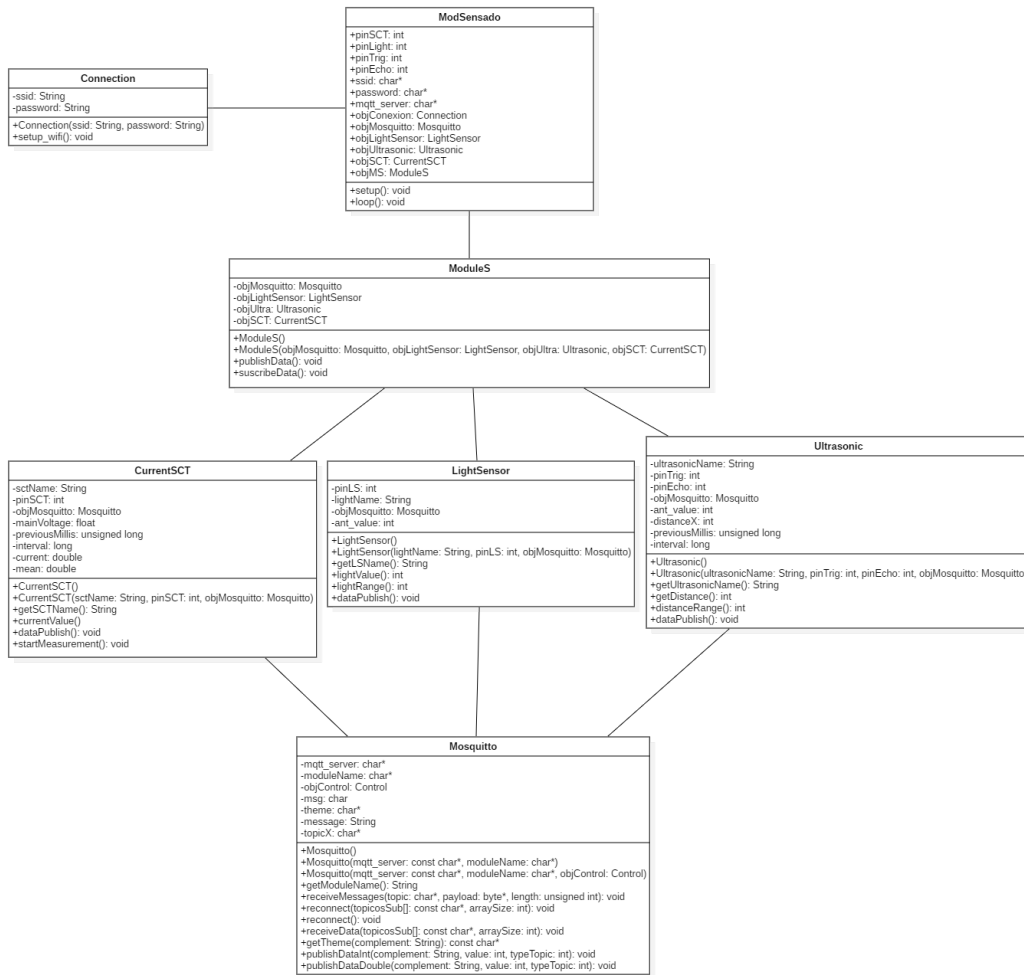 ModSensado
+pinSCT: int
+pinLight: int
+pinTrig: int
+pinEcho: int
+ssid: char*
+password: char*
+mqtt_server: char*
+objConexion: Connection
+objMosquitto: Mosquitto
+objLightSensor: LightSensor
+objUltrasonic: Ultrasonic
+objSCT: CurrentSCT
+objMS: ModuleS
+setup(): void
+loop(): void
Connection
-ssid: String
-password: String
+Connection(ssid: String, password: String)
+setup_wifi(): void
ModuleS
-objMosquitto: Mosquitto
-objLightSensor: LightSensor
-objUltra: Ultrasonic
-objSCT: CurrentSCT
+ModuleS()
+ModuleS(objMosquitto: Mosquitto, objLightSensor: LightSensor, objUltra: Ultrasonic, objSCT: CurrentSCT)
+publishData(): void
+suscribeData(): void
CurrentSCT
-sctName: String
-pinSCT: int
-objMosquitto: Mosquitto
-mainVoltage: float
-previousMillis: unsigned long
-interval: long
-current: double
-mean: double
+CurrentSCT()
+CurrentSCT(sctName: String, pinSCT: int, objMosquitto: Mosquitto)
+getSCTName(): String
+currentValue()
+dataPublish(): void
+startMeasurement(): void
LightSensor
-pinLS: int
-lightName: String
-objMosquitto: Mosquitto
-ant_value: int
+LightSensor()
+LightSensor(lightName: String, pinLS: int, objMosquitto: Mosquitto)
+getLSName(): String
+lightValue(): int
+lightRange(): int
+dataPublish(): void
Ultrasonic
-ultrasonicName: String
-pinTrig: int
-pinEcho: int
-objMosquitto: Mosquitto
-ant_value: int
-distanceX: int
-previousMillis: unsigned long
-interval: long
+Ultrasonic()
+Ultrasonic(ultrasonicName: String, pinTrig: int, pinEcho: int, objMosquitto: Mosquitto
+getUltrasonicName(): String
+getDistance(): int
+distanceRange(): int
+dataPublish(): void
Mosquitto
-mqtt_server: char*
-moduleName: char*
-objControl: Control
-msg: char
-theme: char*
-message: String
-topicX: char*
+Mosquitto()
+Mosquitto(mqtt_server: const char*, moduleName: char*)
+Mosquitto(mqtt_server: const char*, moduleName: char*, objControl: Control)
+getModuleName(): String
+receiveMessages(topic: char*, payload: byte*, length: unsigned int): void
+reconnect(topicosSub[]: const char*, arraySize: int): void
+reconnect(): void
+receiveData(topicosSub[]: const char*, arraySize: int): void
+getTheme(complement: String): const char*
+publishDataInt(complement: String, value: int, typeTopic: int): void
+publishDataDouble(complement: String, value: int, typeTopic: int): void